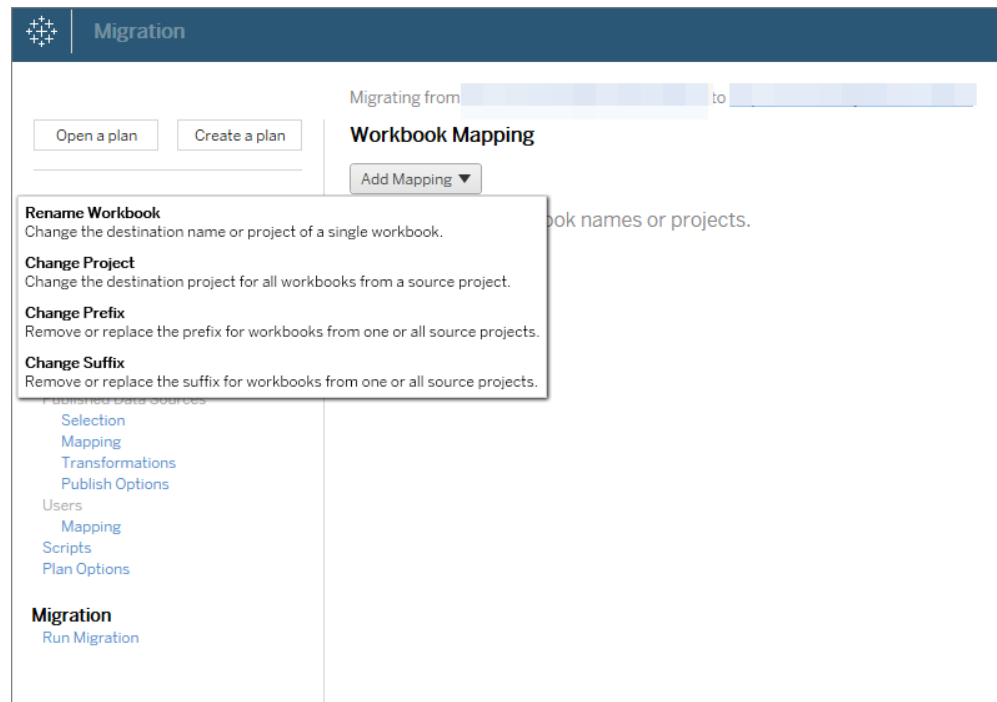 Migration
Migrating from to
Open a plan
Create a plan
Workbook Mapping
Add Mapping ▼
Rename Workbook
Change the destination name or project of a single workbook.
Change Project
Change the destination project for all workbooks from a source project.
Change Prefix
Remove or replace the prefix for workbooks from one or all source projects.
Change Suffix
Remove or replace the suffix for workbooks from one or all source projects.
names or projects.
Published Data Sources
Selection
Mapping
Transformations
Publish Options
Users
Mapping
Scripts
Plan Options
Migration
Run Migration